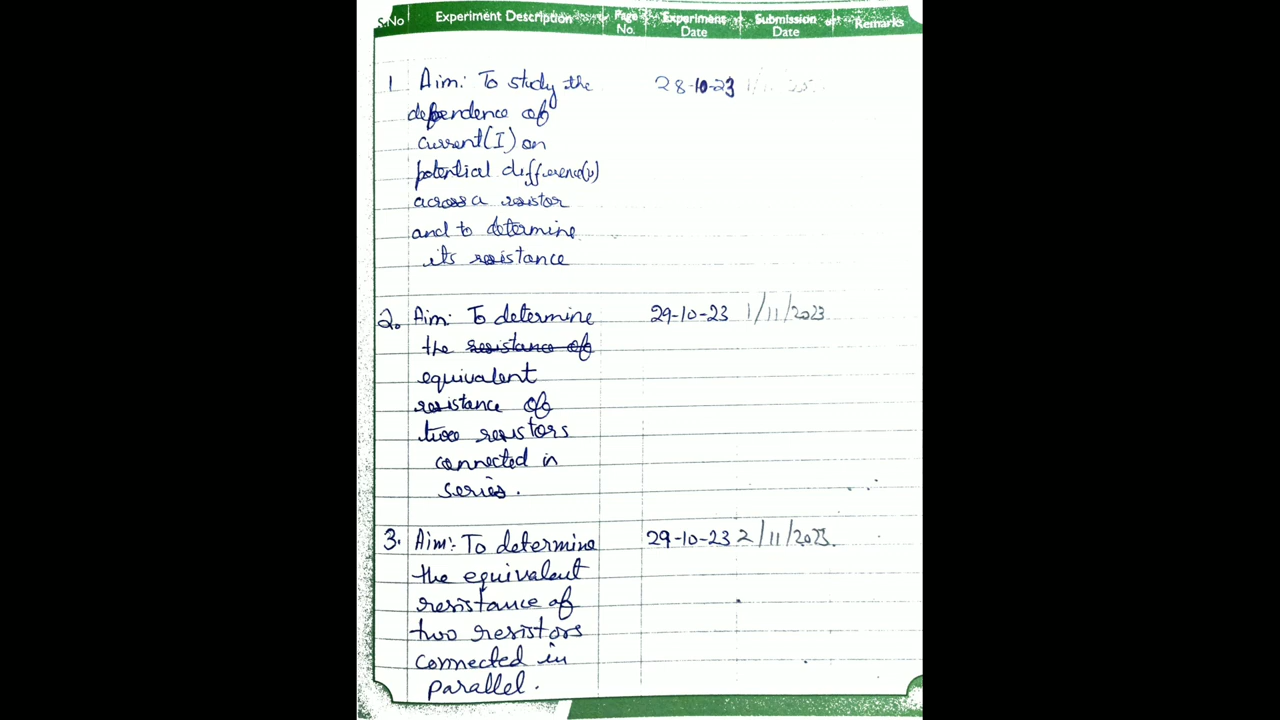 S.No Experiment Description Page No. Experiment Date Submission Date Remarks
1. Aim: To study the 28-10-23
dependence of
current(I) on
potential difference(v)
across a resistor
and to determine
its resistance
2. Aim: To determine 29-10-23 1/11/2023
the resistance of
equivalent
resistance of
two resistors
connected in
series.
3. Aim: To determine 29-10-23 2/11/2023.
the equivalent
resistance of
two resistors
connected in
parallel.